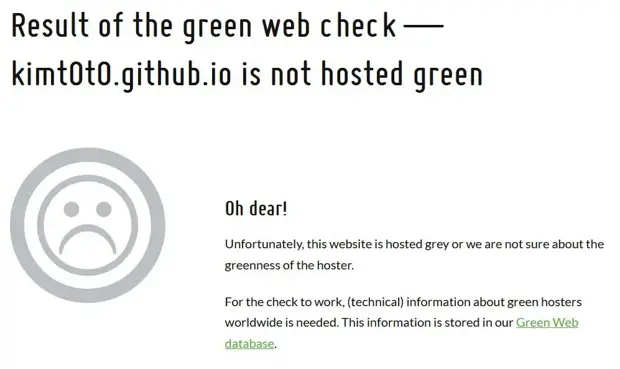 Result of the green web check —
kimt0t0.github.io is not hosted green
Oh dear!
Unfortunately, this website is hosted grey or we are not sure about the
greenness of the hoster.
For the check to work, (technical) information about green hosters
worldwide is needed. This information is stored in our Green Web
database.